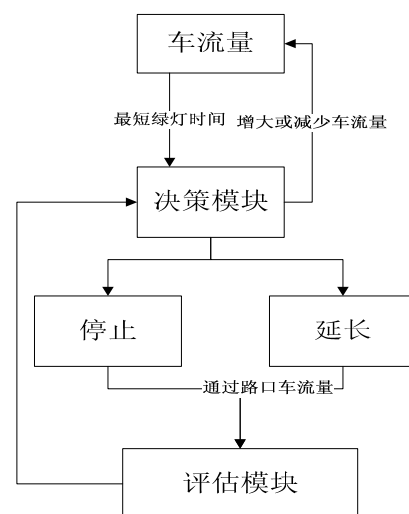 车流量
最短绿灯时间
增大或减少车流量
决策模块
停止
延长
通过路口车流量
评估模块